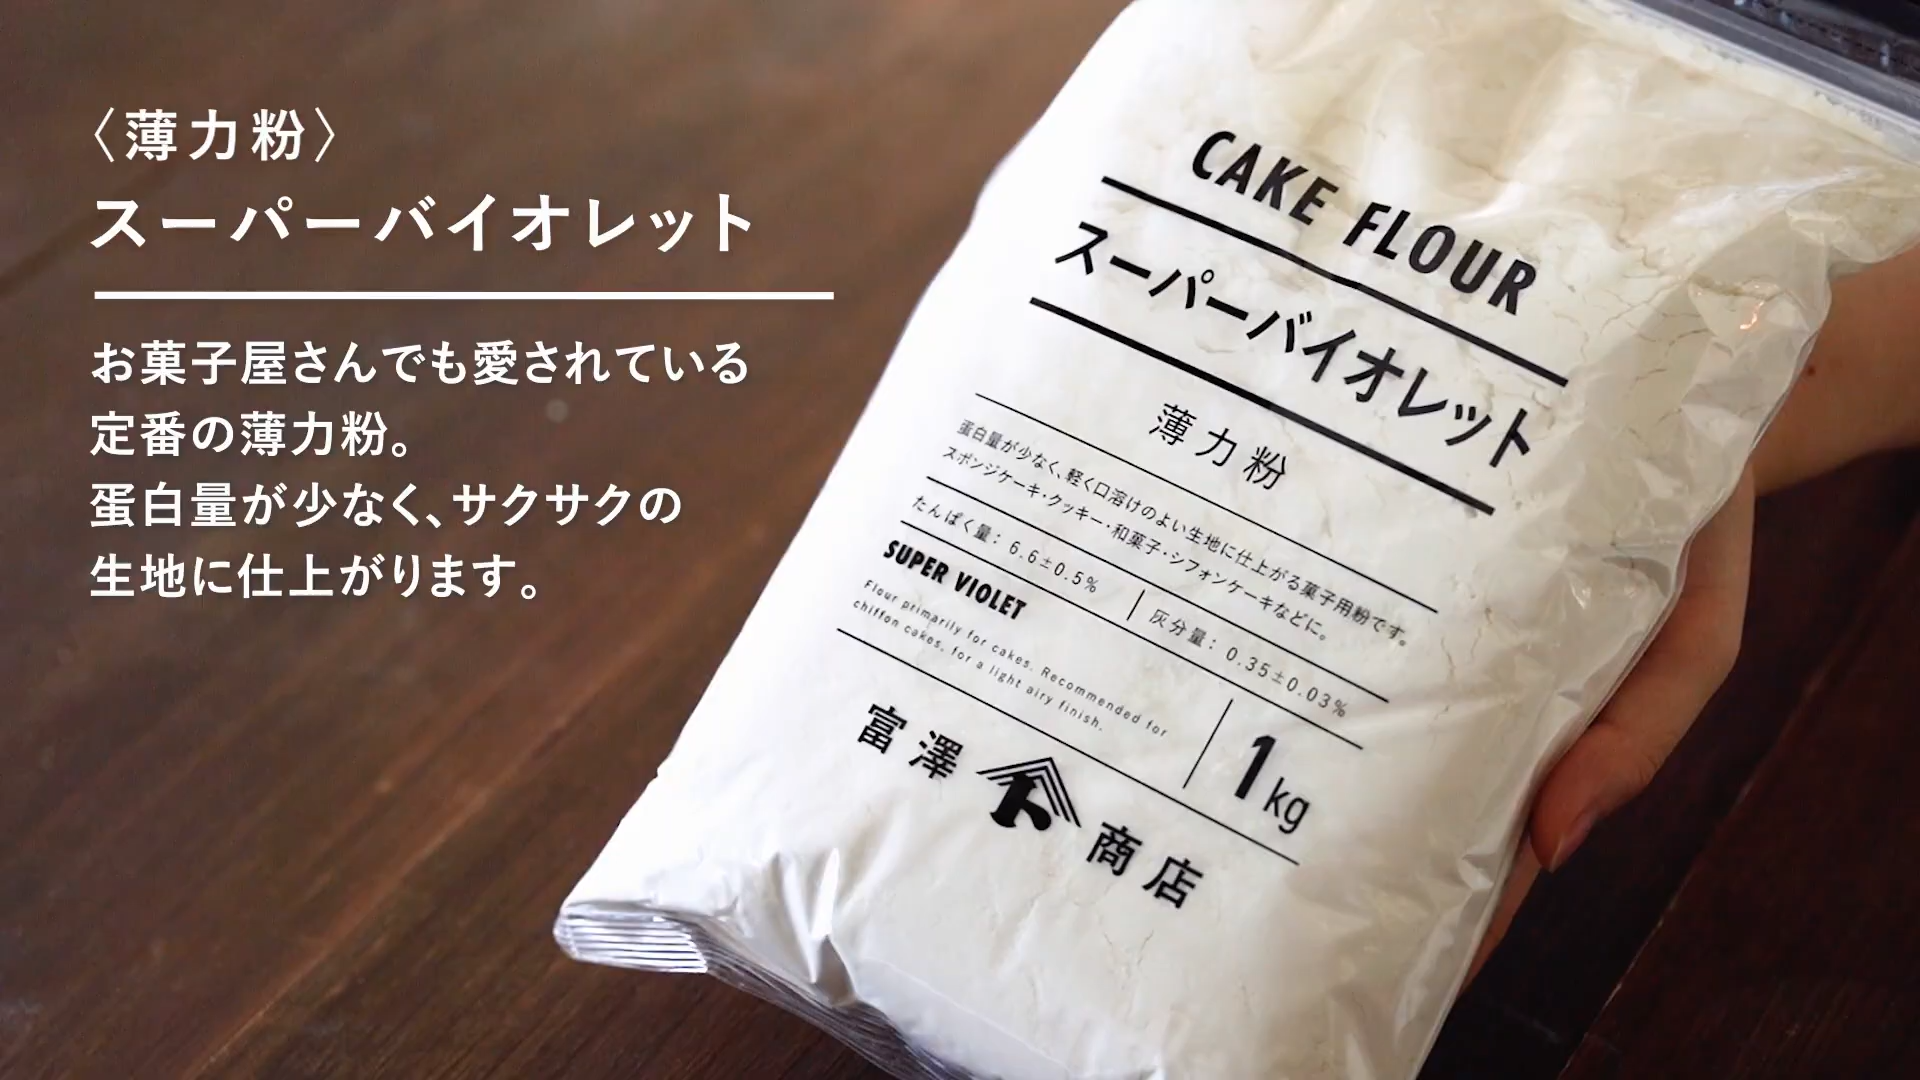 〈薄力粉〉
スーパーバイオレット
お菓子屋さんでも愛されている
定番の薄力粉。
蛋白量が少なく、サクサクの
生地に仕上がります。
CAKE FLOUR
スーパーバイオレット
薄力粉
蛋白量が少なく、軽く口溶けのよい生地に仕上がる菓子用粉です。
スポンジケーキ・クッキー・和菓子・シフォンケーキなどに。
たんぱく量：6.6±0.5% 灰分量：0.35±0.03%
SUPER VIOLET
Flour primarily for cakes. Recommended for
chiffon cakes, for a light airy finish.
1kg
富澤 ト 商店